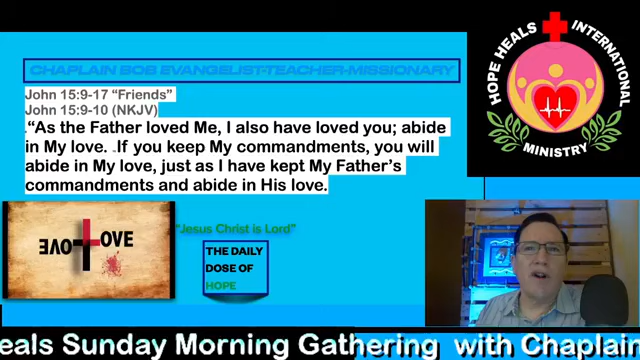 CHAPLAIN BOB EVANGELIST-TEACHER-MISSIONARY
John 15:9-17 “Friends”
John 15:9-10 (NKJV)
“As the Father loved Me, I also have loved you; abide
in My love. If you keep My commandments, you will
abide in My love, just as I have kept My Father’s
commandments and abide in His love.
HOPE HEALS INTERNATIONAL
MINISTRY
LOVE OVE
"Jesus Christ is Lord”
THE DAILY
DOSE OF
HOPE
eals Sunday Morning Gathering with Chaplain